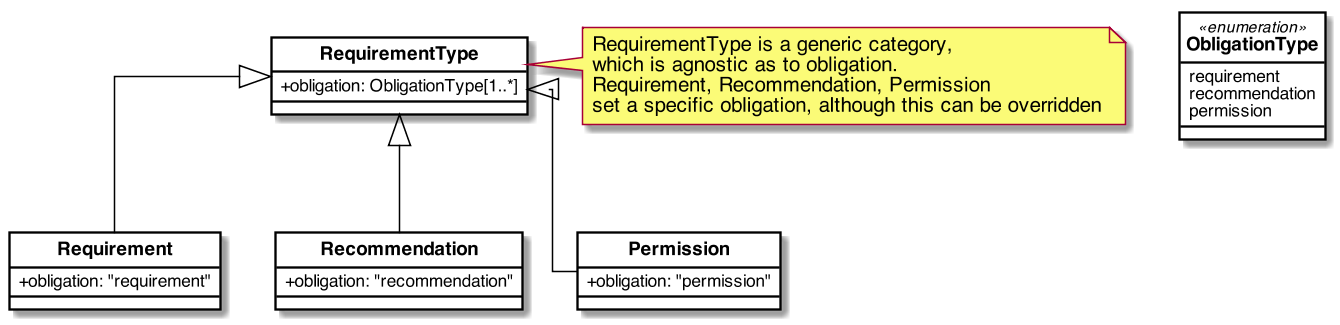 RequirementType
+obligation: ObligationType[1..*]
RequirementType is a generic category,
which is agnostic as to obligation.
Requirement, Recommendation, Permission
set a specific obligation, although this can be overridden
«enumeration»
ObligationType
requirement
recommendation
permission
Requirement
+obligation: "requirement"
Recommendation
+obligation: "recommendation"
Permission
+obligation: "permission"